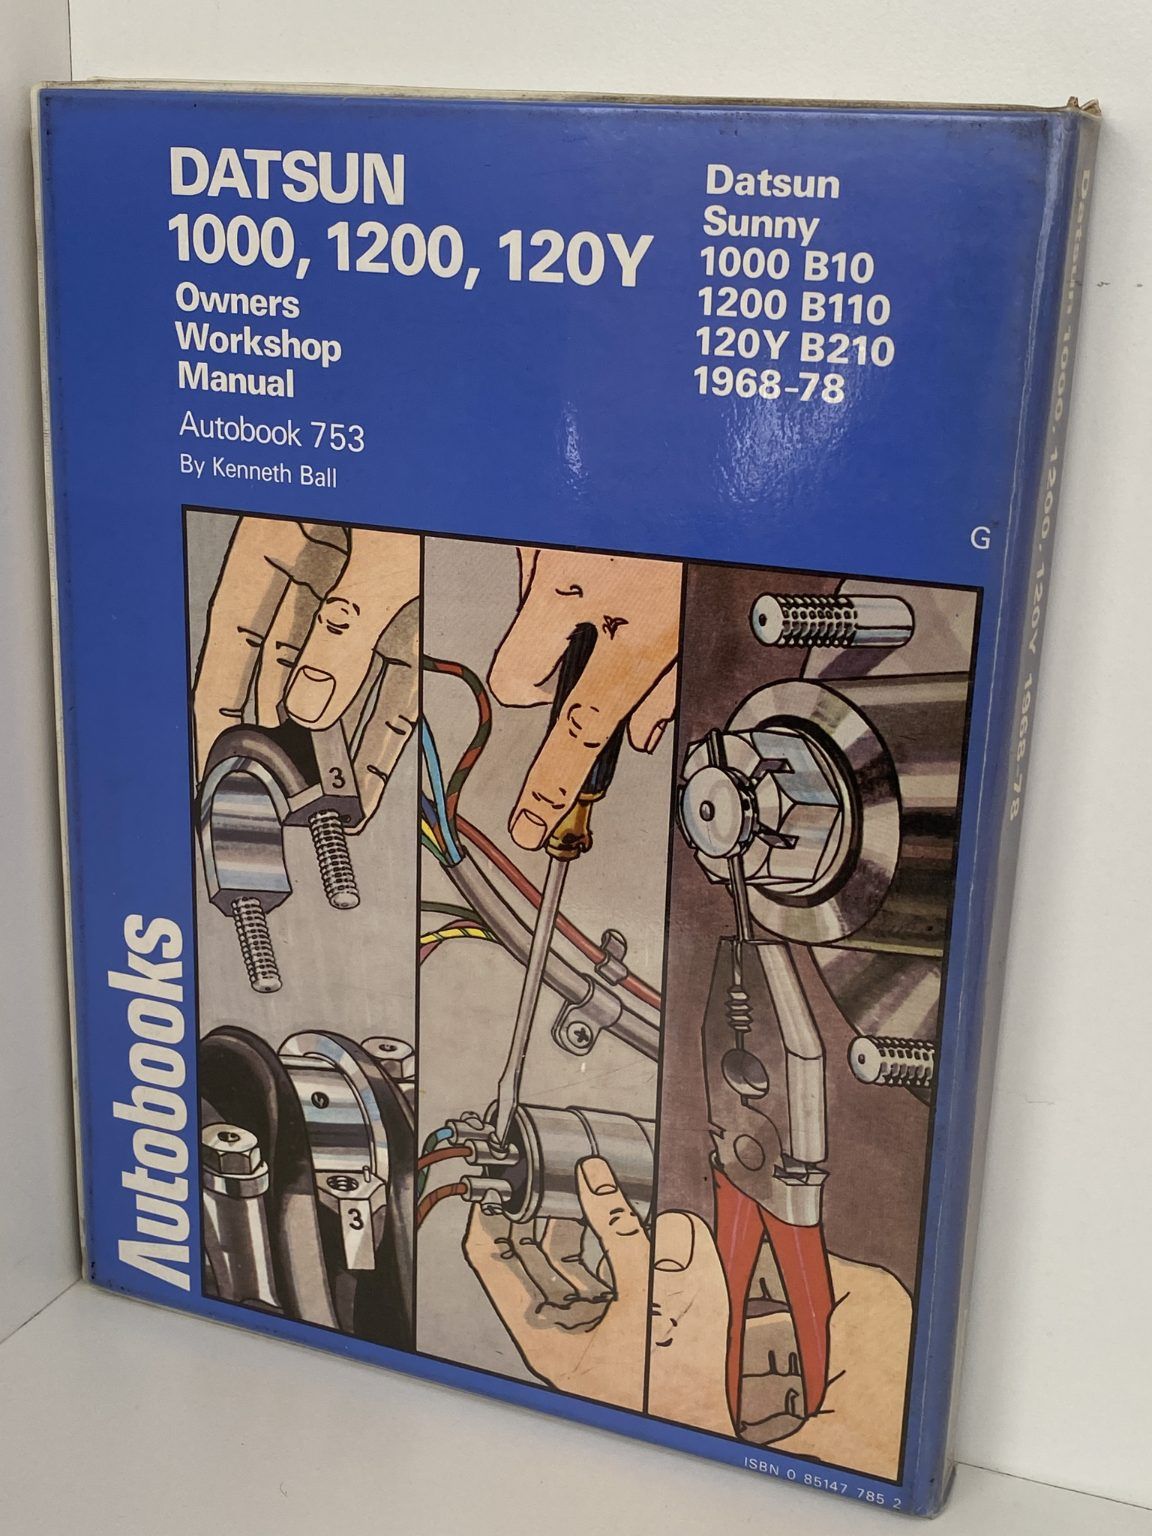 DATSUN
1000, 1200, 120Y
Owners
Workshop
Manual
Autobook 753
By Kenneth Ball
Datsun
Sunny
1000 B10
1200 B110
120Y B210
1968-78
G
3
3
Autobooks
ISBN 0 85147 785 2
Datsun 1000, 1200, 120Y 1968-78